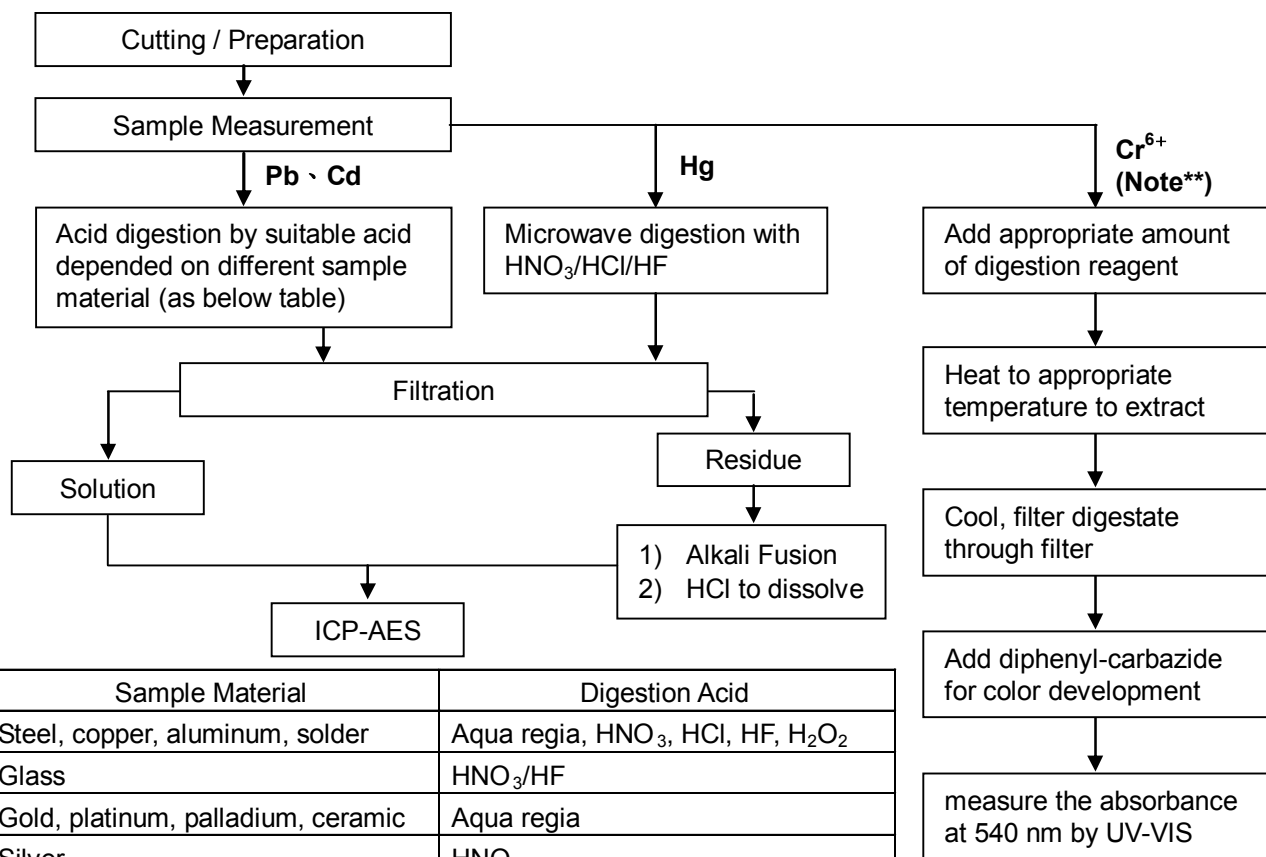 Cutting / Preparation
Sample Measurement
Pb、Cd
Hg
Cr⁶⁺
(Note**)
Acid digestion by suitable acid
depended on different sample
material (as below table)
Microwave digestion with
HNO₃/HCl/HF
Add appropriate amount
of digestion reagent
Filtration
Heat to appropriate
temperature to extract
Solution
Residue
Cool, filter digestate
through filter
1) Alkali Fusion
2) HCl to dissolve
ICP-AES
Add diphenyl-carbazide
for color development
measure the absorbance
at 540 nm by UV-VIS
Sample Material Digestion Acid
Steel, copper, aluminum, solder Aqua regia, HNO₃, HCl, HF, H₂O₂
Glass HNO₃/HF
Gold, platinum, palladium, ceramic Aqua regia
Silver HNO